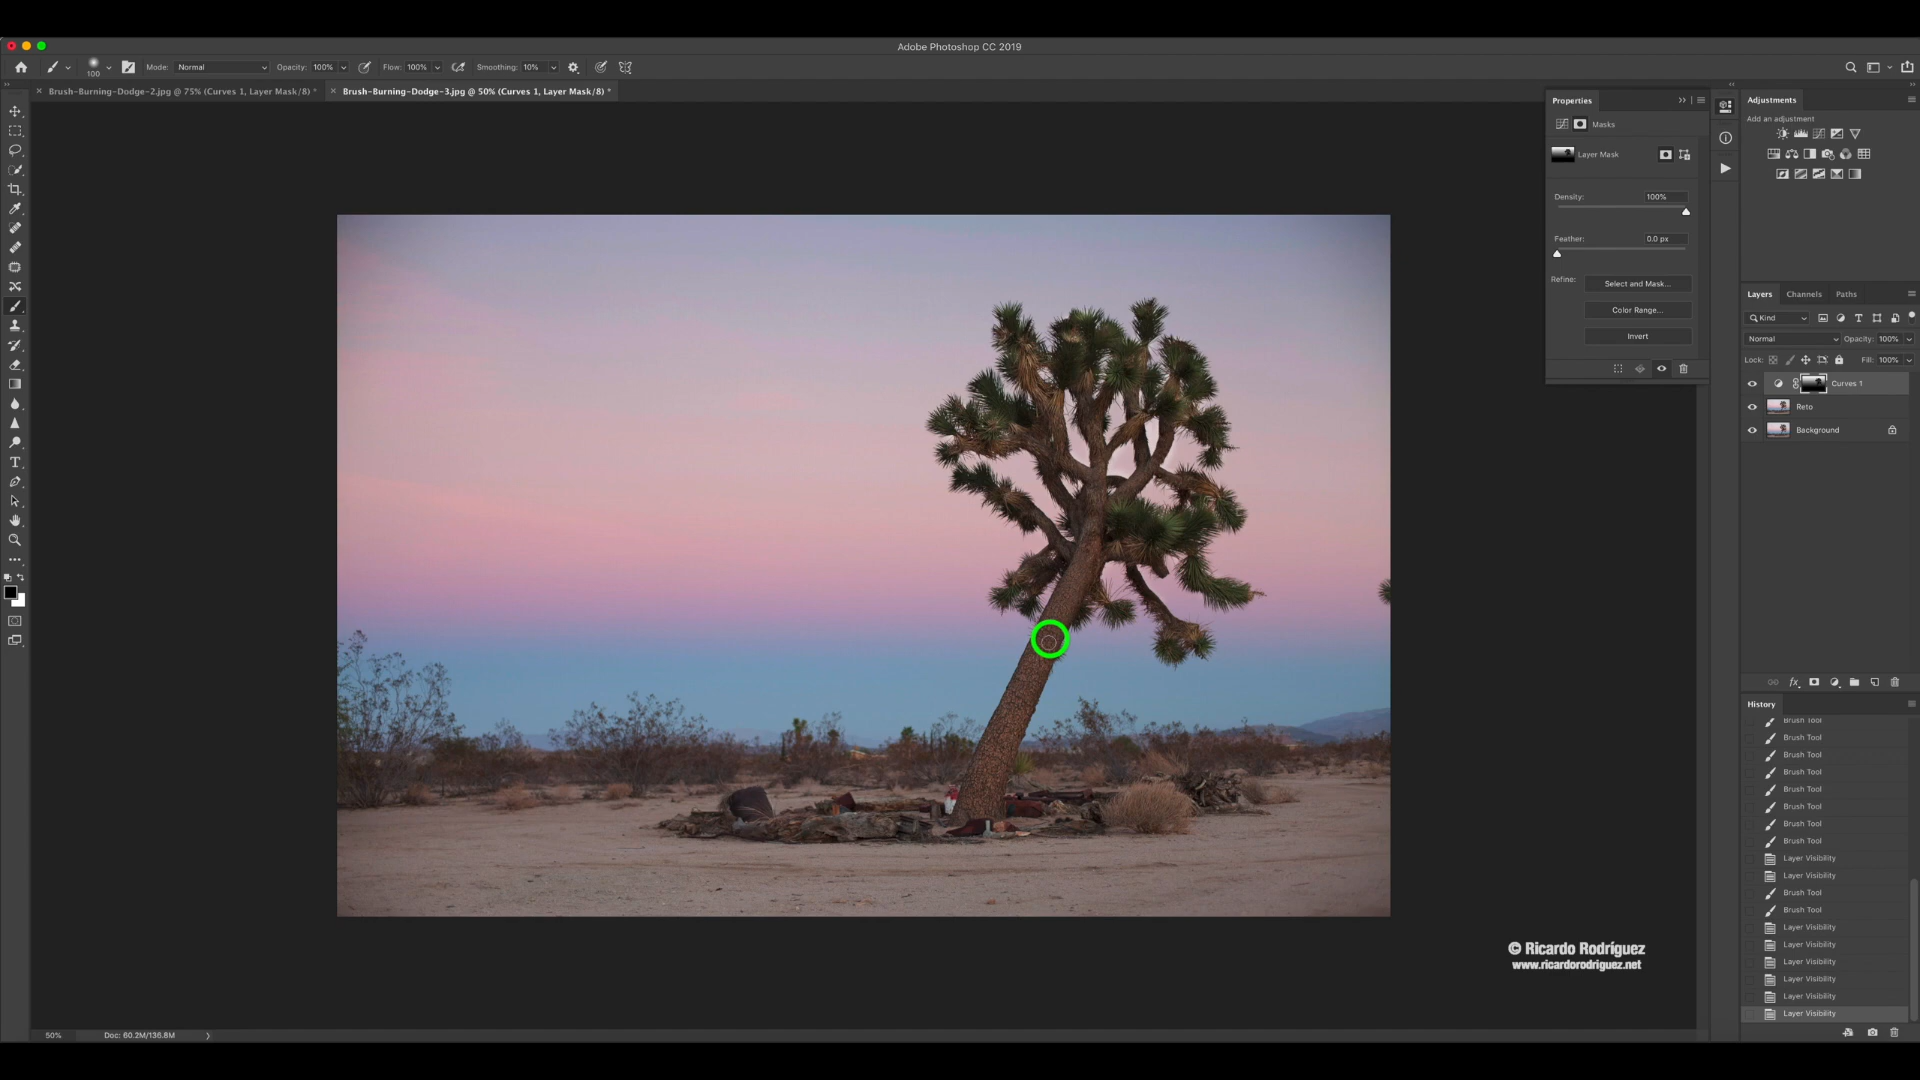 Adobe Photoshop CC 2019
100
Mode: Normal Opacity: 100% Flow: 100% Smoothing: 10%
Brush-Burning-Dodge-2.jpg @ 75% (Curves 1, Layer Mask/8) *
Brush-Burning-Dodge-3.jpg @ 50% (Curves 1, Layer Mask/8) *
Properties
Masks
Layer Mask
Density: 100%
Feather: 0.0 px
Refine: Select and Mask...
Color Range...
Invert
Adjustments
Add an adjustment
Layers Channels Paths
Kind
Normal Opacity: 100%
Lock: Fill: 100%
Curves 1
Reto
Background
fx
History
Brush Tool
Brush Tool
Brush Tool
Brush Tool
Brush Tool
Brush Tool
Brush Tool
Brush Tool
Layer Visibility
Layer Visibility
Brush Tool
Brush Tool
Layer Visibility
Layer Visibility
Layer Visibility
Layer Visibility
Layer Visibility
Layer Visibility
© Ricardo Rodríguez
www.ricardorodriguez.net
50% Doc: 60.2M/136.8M